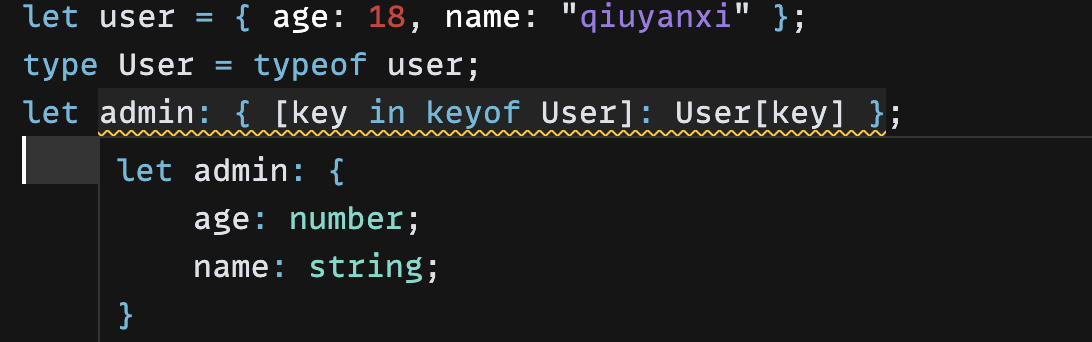 let user = { age: 18, name: "qiuyanxi" };
type User = typeof user;
let admin: { [key in keyof User]: User[key] };
let admin: {
    age: number;
    name: string;
}